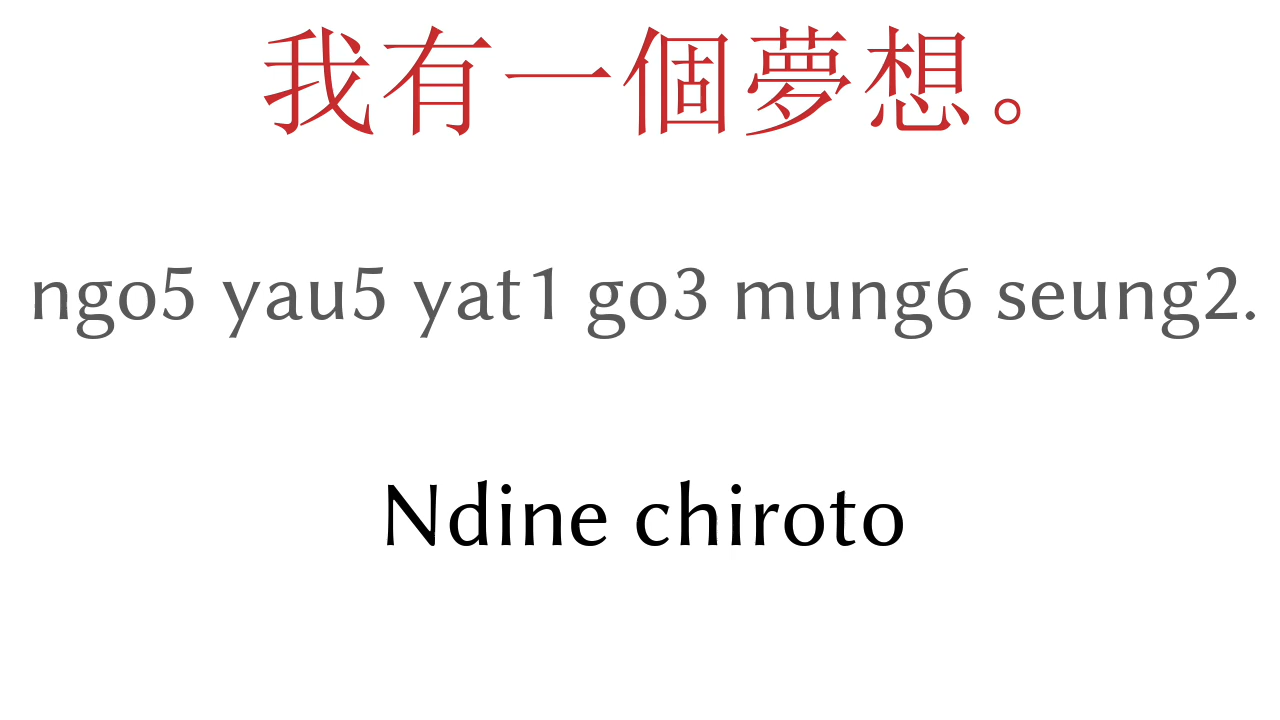 我有一個夢想。
ngo5 yau5 yat1 go3 mung6 seung2.
Ndine chiroto